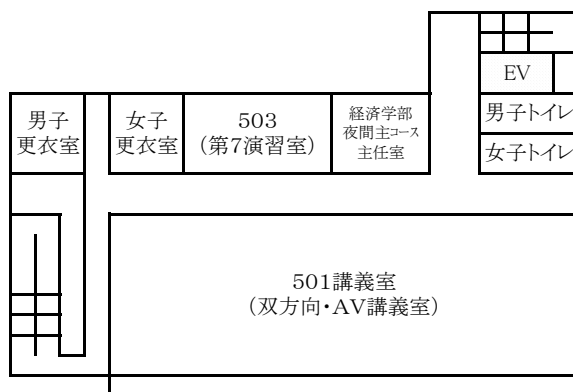 EV
男子
更衣室
女子
更衣室
503
(第7演習室)
経済学部
夜間主コース
主任室
男子トイレ
女子トイレ
501講義室
(双方向・AV講義室)